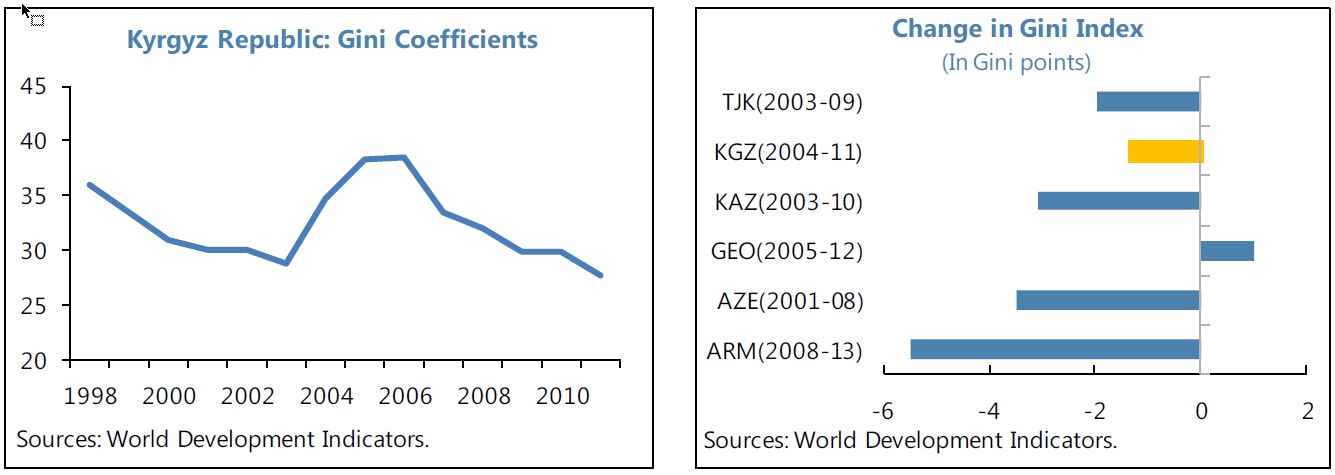 Kyrgyz Republic: Gini Coefficients
45
40
35
30
25
20
1998 2000 2002 2004 2006 2008 2010
Sources: World Development Indicators.
Change in Gini Index
(In Gini points)
TJK(2003-09)
KGZ(2004-11)
KAZ(2003-10)
GEO(2005-12)
AZE(2001-08)
ARM(2008-13)
-6 -4 -2 0 2
Sources: World Development Indicators.